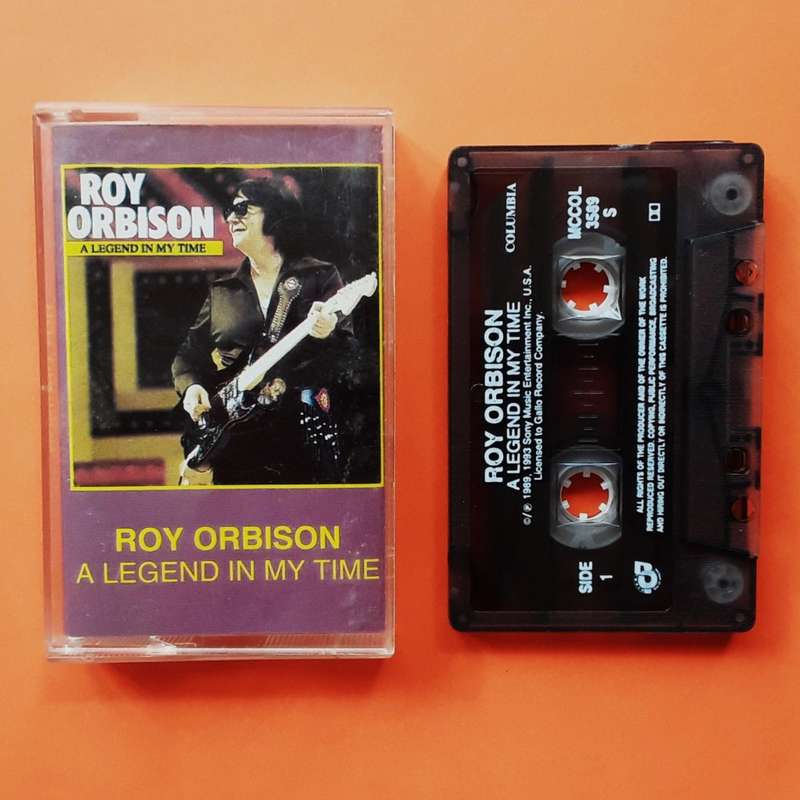 ROY
ORBISON
A LEGEND IN MY TIME
ROY ORBISON
A LEGEND IN MY TIME
COLUMBIA
MCCOL
3589
S
ROY ORBISON
A LEGEND IN MY TIME
©/℗ 1989, 1993 Sony Music Entertainment Inc., U.S.A.
Licensed to Gallo Record Company.
SIDE
1
ALL RIGHTS OF THE PRODUCER AND OF THE OWNER OF THE WORK
REPRODUCED RESERVED. COPYING, PUBLIC PERFORMANCE, BROADCASTING
AND HIRING OUT DIRECTLY OR INDIRECTLY OF THIS CASSETTE IS PROHIBITED.